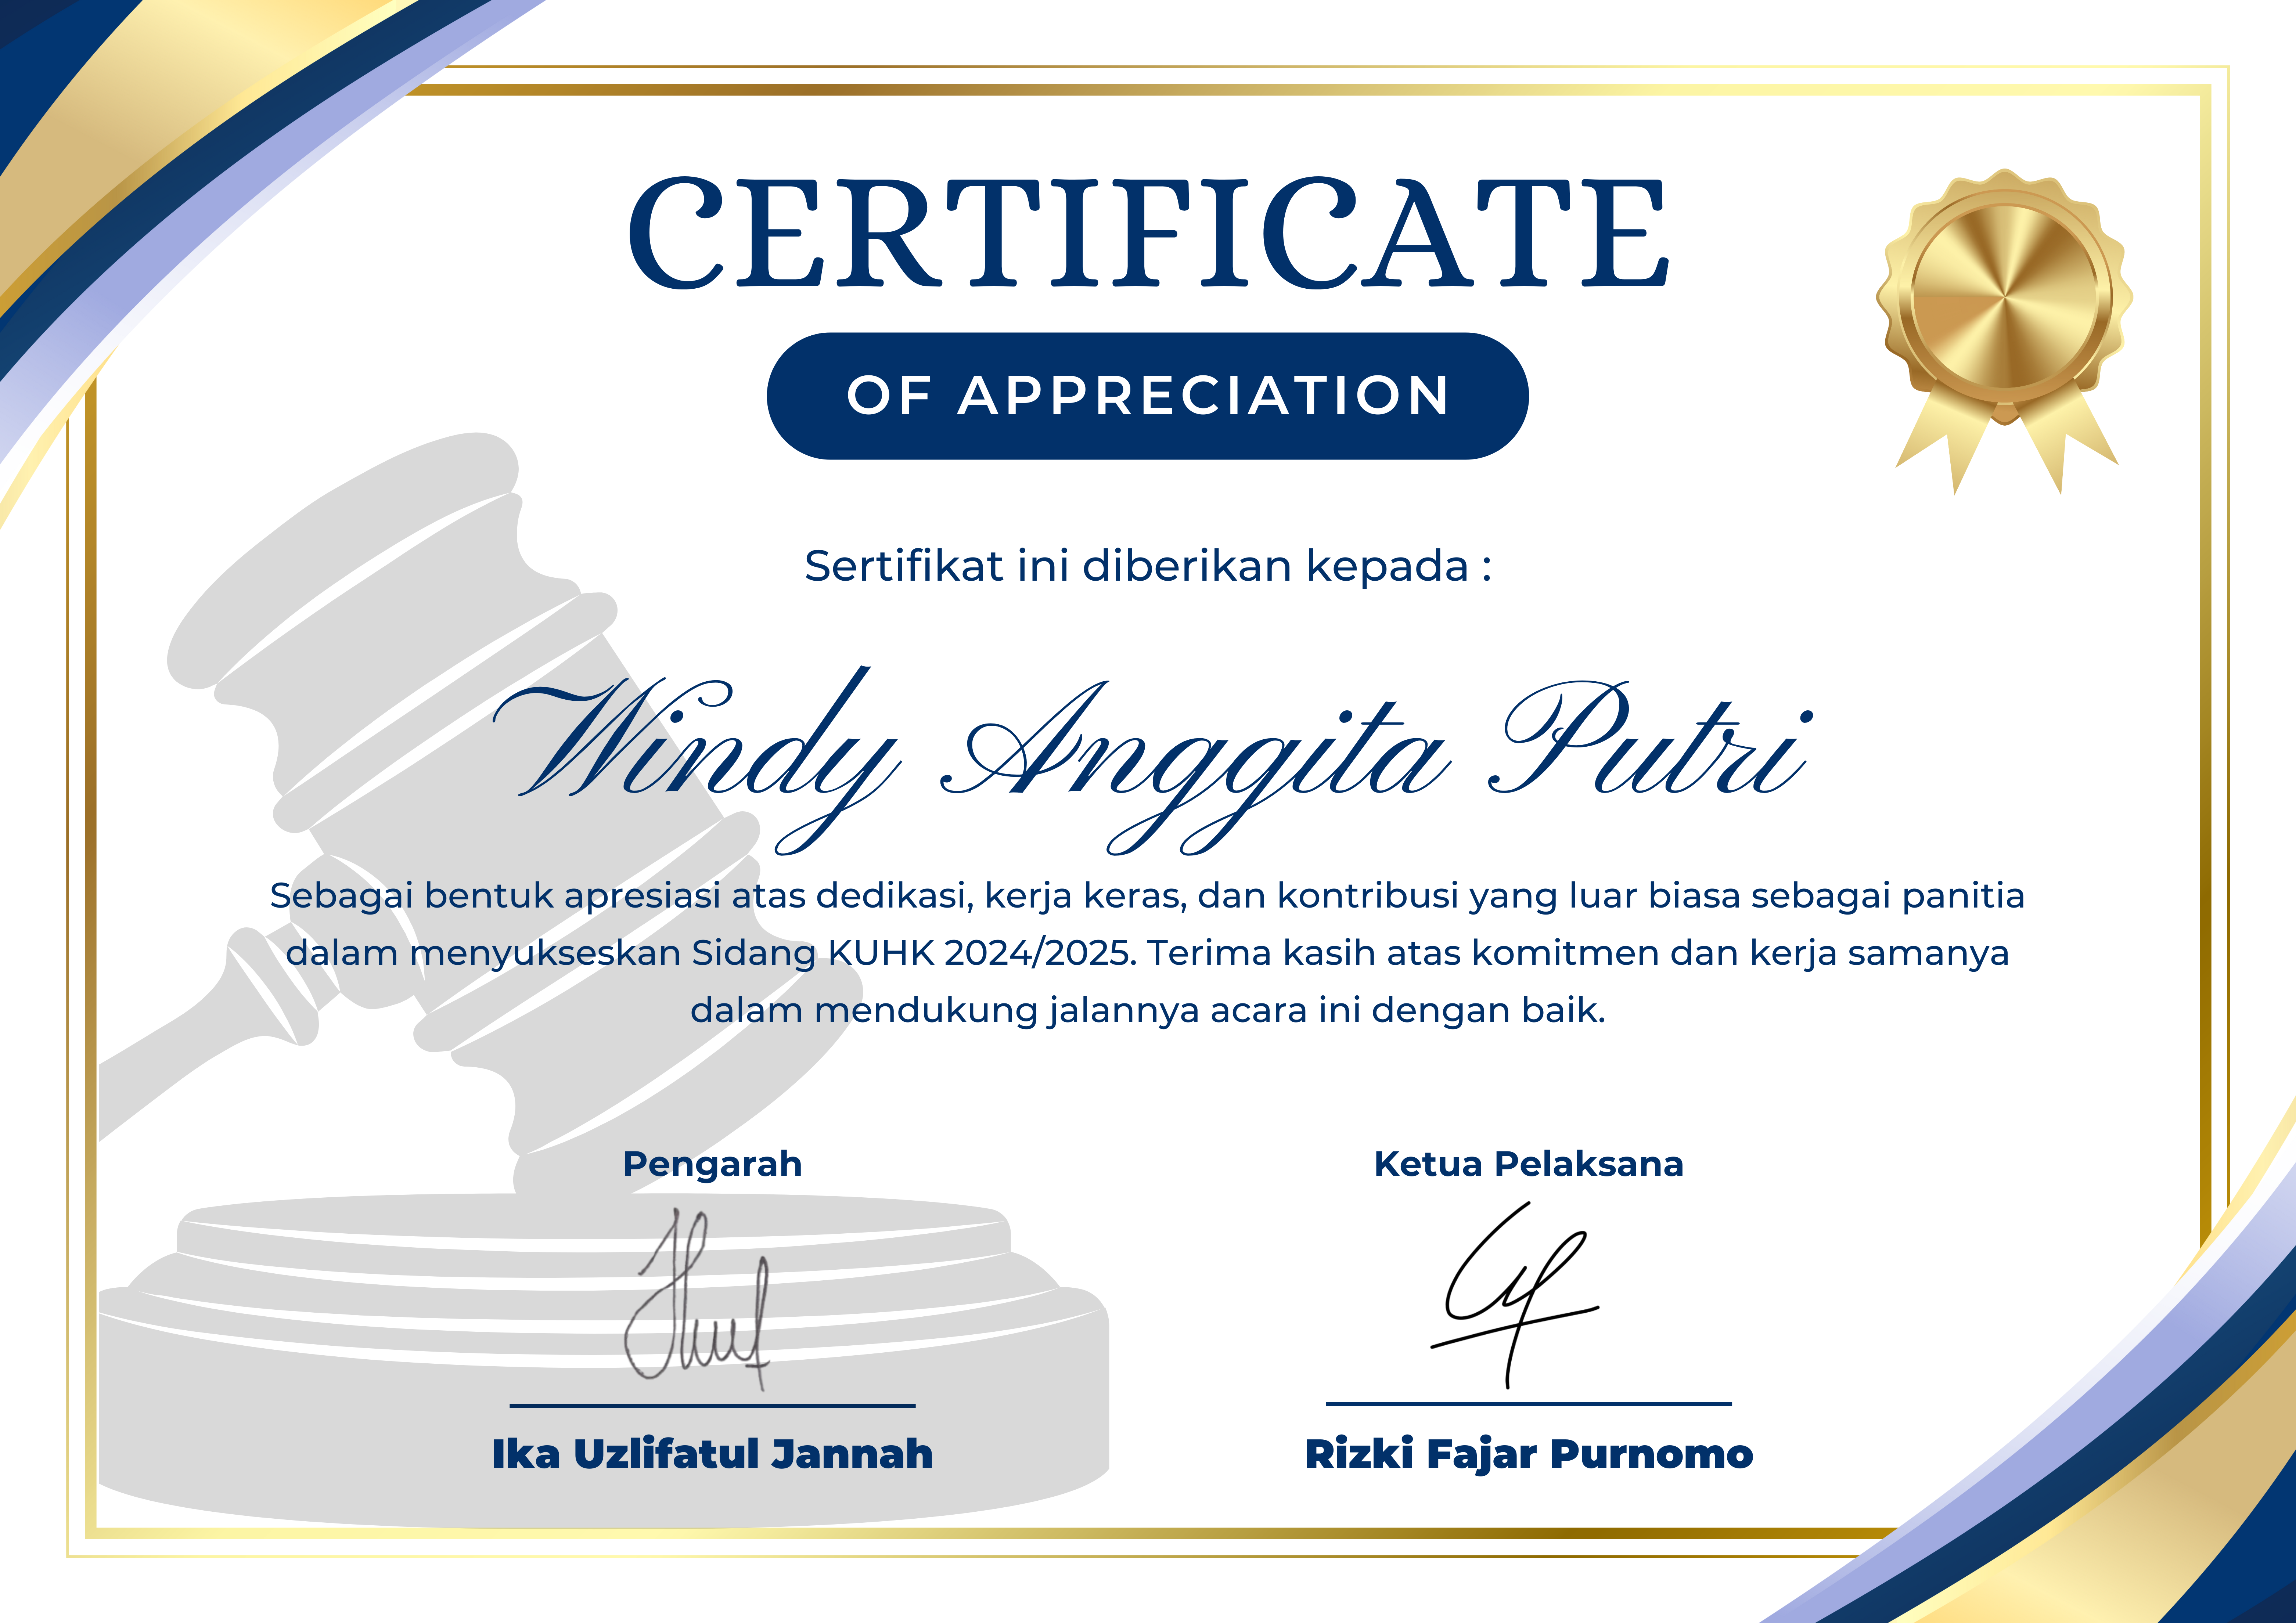 CERTIFICATE
OF APPRECIATION
Sertifikat ini diberikan kepada :
Windy Anggita Putri
Sebagai bentuk apresiasi atas dedikasi, kerja keras, dan kontribusi yang luar biasa sebagai panitia
dalam menyukseskan Sidang KUHK 2024/2025. Terima kasih atas komitmen dan kerja samanya
dalam mendukung jalannya acara ini dengan baik.
Pengarah
Ketua Pelaksana
Ika Uzlifatul Jannah
Rizki Fajar Purnomo